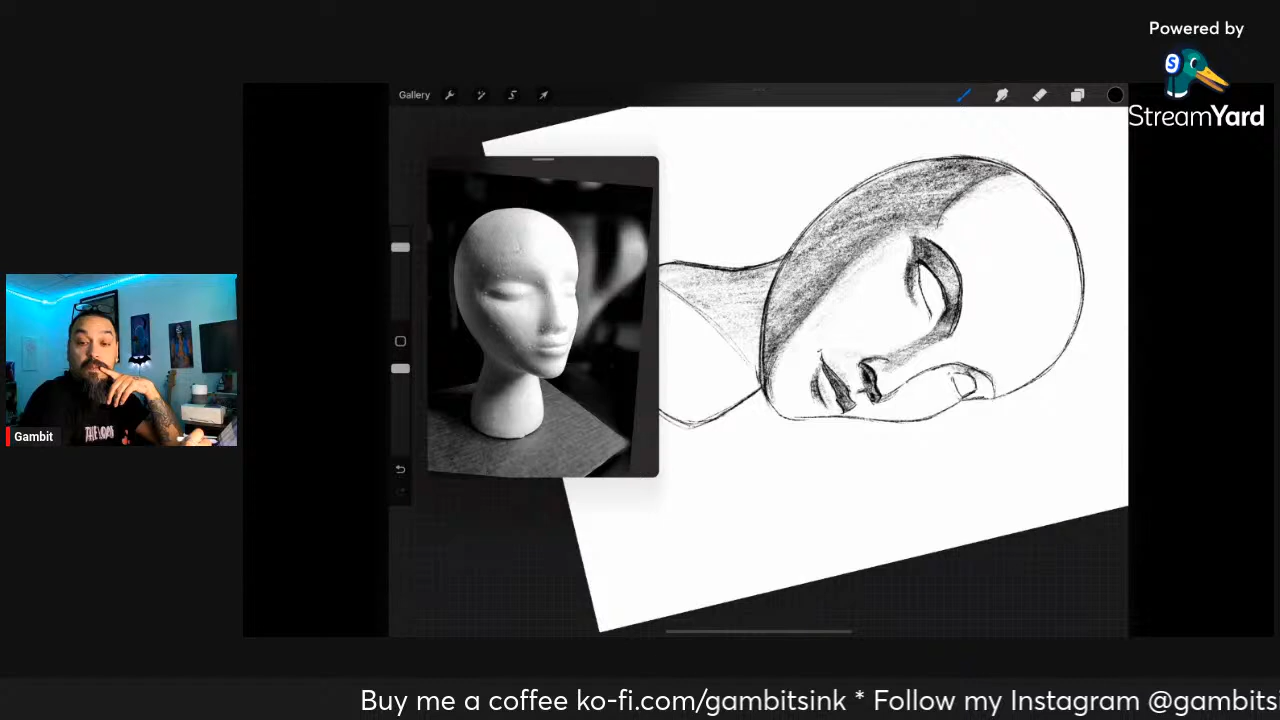 Powered by
StreamYard
Gallery
Gambit
Buy me a coffee ko-fi.com/gambitsink * Follow my Instagram @gambits